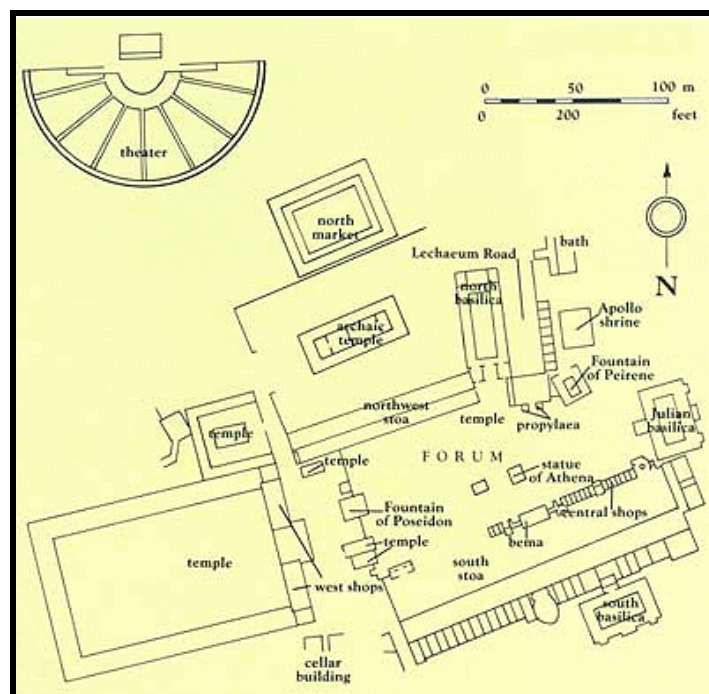 0 50 100 m
0 200 feet
theater
north
market
N
Lechaeum Road
bath
north
basilica
Apollo
shrine
archaic
temple
Fountain
of Peirene
northwest
stoa
temple
propylaea
Julian
basilica
temple
FORUM
temple
statue
of Athena
Fountain
of Poseidon
central shops
bema
temple
temple
south
stoa
west shops
south
basilica
cellar
building